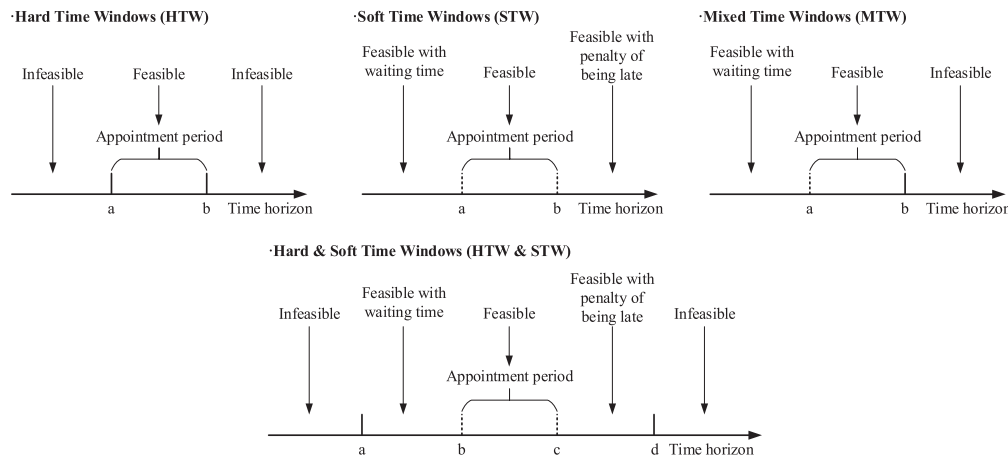 ·Hard Time Windows (HTW)
Infeasible
Feasible
Infeasible
Appointment period
a
b
Time horizon
·Soft Time Windows (STW)
Feasible with
waiting time
Feasible
Feasible with
penalty of
being late
Appointment period
a
b
Time horizon
·Mixed Time Windows (MTW)
Feasible with
waiting time
Feasible
Infeasible
Appointment period
a
b
Time horizon
·Hard & Soft Time Windows (HTW & STW)
Infeasible
Feasible with
waiting time
Feasible
Feasible with
penalty of
being late
Infeasible
Appointment period
a
b
c
d
Time horizon